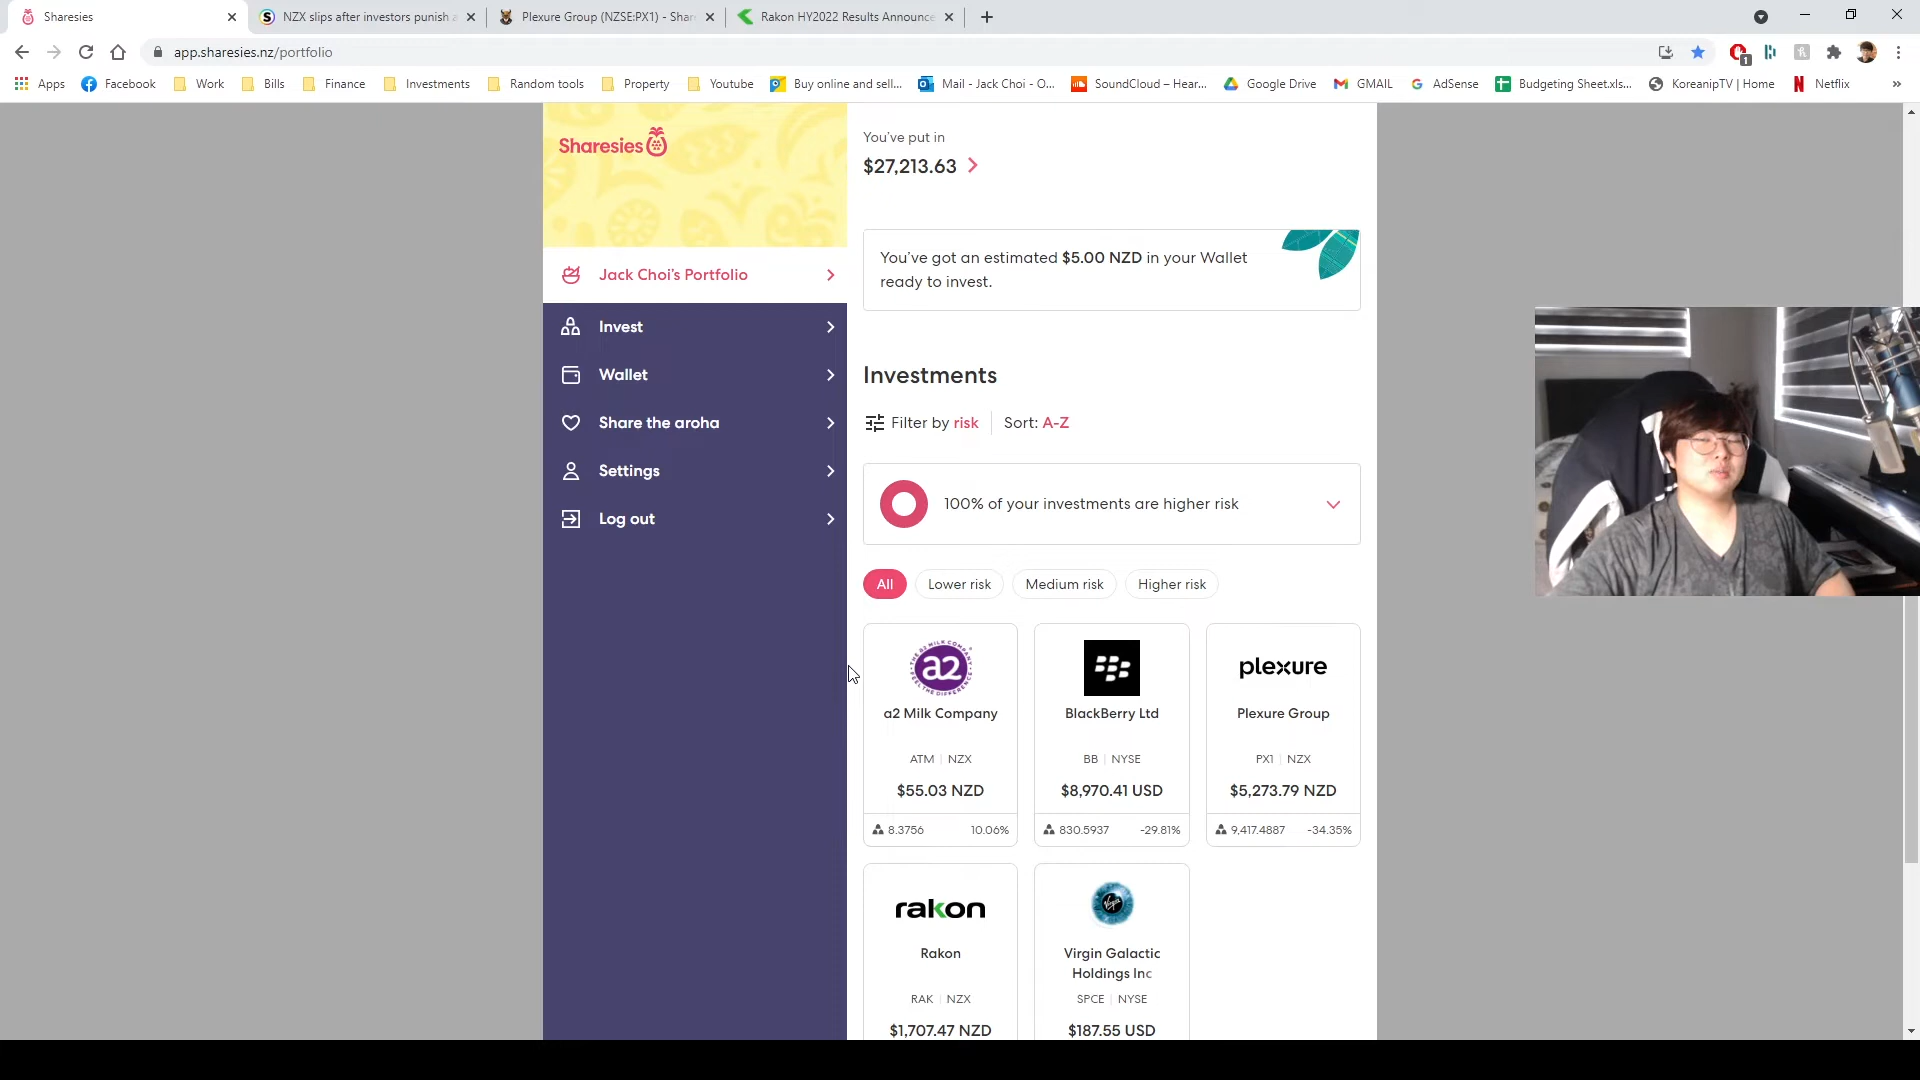 Sharesies
NZX slips after investors punish a
Plexure Group (NZSE:PX1) - Shar
Rakon HY2022 Results Announce
app.sharesies.nz/portfolio
1
Apps
Facebook
Work
Bills
Finance
Investments
Random tools
Property
Youtube
Buy online and sell...
Mail - Jack Choi - O...
SoundCloud – Hear...
Google Drive
GMAIL
AdSense
Budgeting Sheet.xls...
KoreanipTV | Home
Netflix
»
Sharesies
Jack Choi's Portfolio
Invest
Wallet
Share the aroha
Settings
Log out
You've put in
$27,213.63
You've got an estimated $5.00 NZD in your Wallet
ready to invest.
Investments
Filter by risk
Sort: A-Z
100% of your investments are higher risk
All
Lower risk
Medium risk
Higher risk
a2
a2 Milk Company
ATM | NZX
$55.03 NZD
8.3756
10.06%
BlackBerry Ltd
BB | NYSE
$8,970.41 USD
830.5937
-29.81%
plexure
Plexure Group
PX1 | NZX
$5,273.79 NZD
9,417.4887
-34.35%
rakon
Rakon
RAK | NZX
$1,707.47 NZD
Virgin Galactic
Holdings Inc
SPCE | NYSE
$187.55 USD